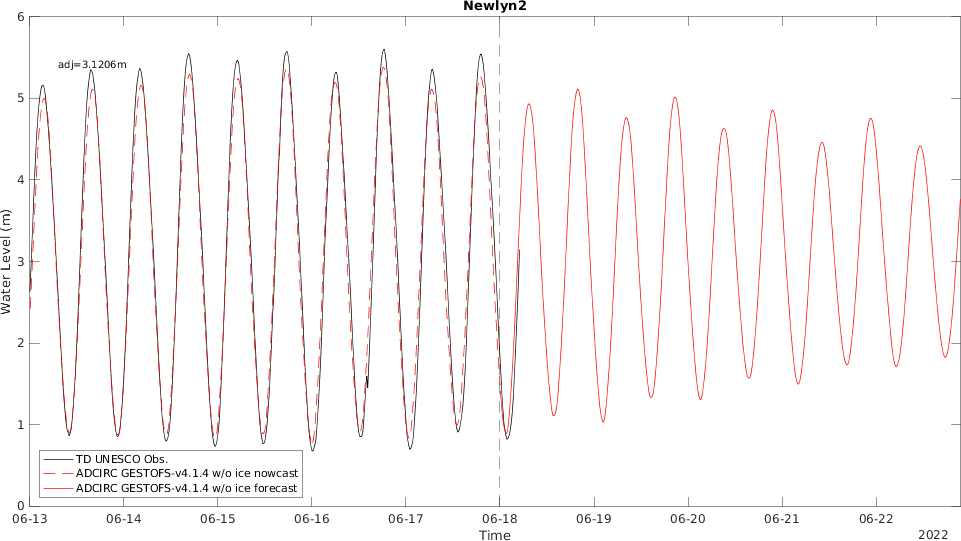 Newlyn2
adj=3.1206m
Water Level (m)
6
5
4
3
2
1
0
TD UNESCO Obs.
ADCIRC GESTOFS-v4.1.4 w/o ice nowcast
ADCIRC GESTOFS-v4.1.4 w/o ice forecast
06-13 06-14 06-15 06-16 06-17 06-18 06-19 06-20 06-21 06-22
Time
2022